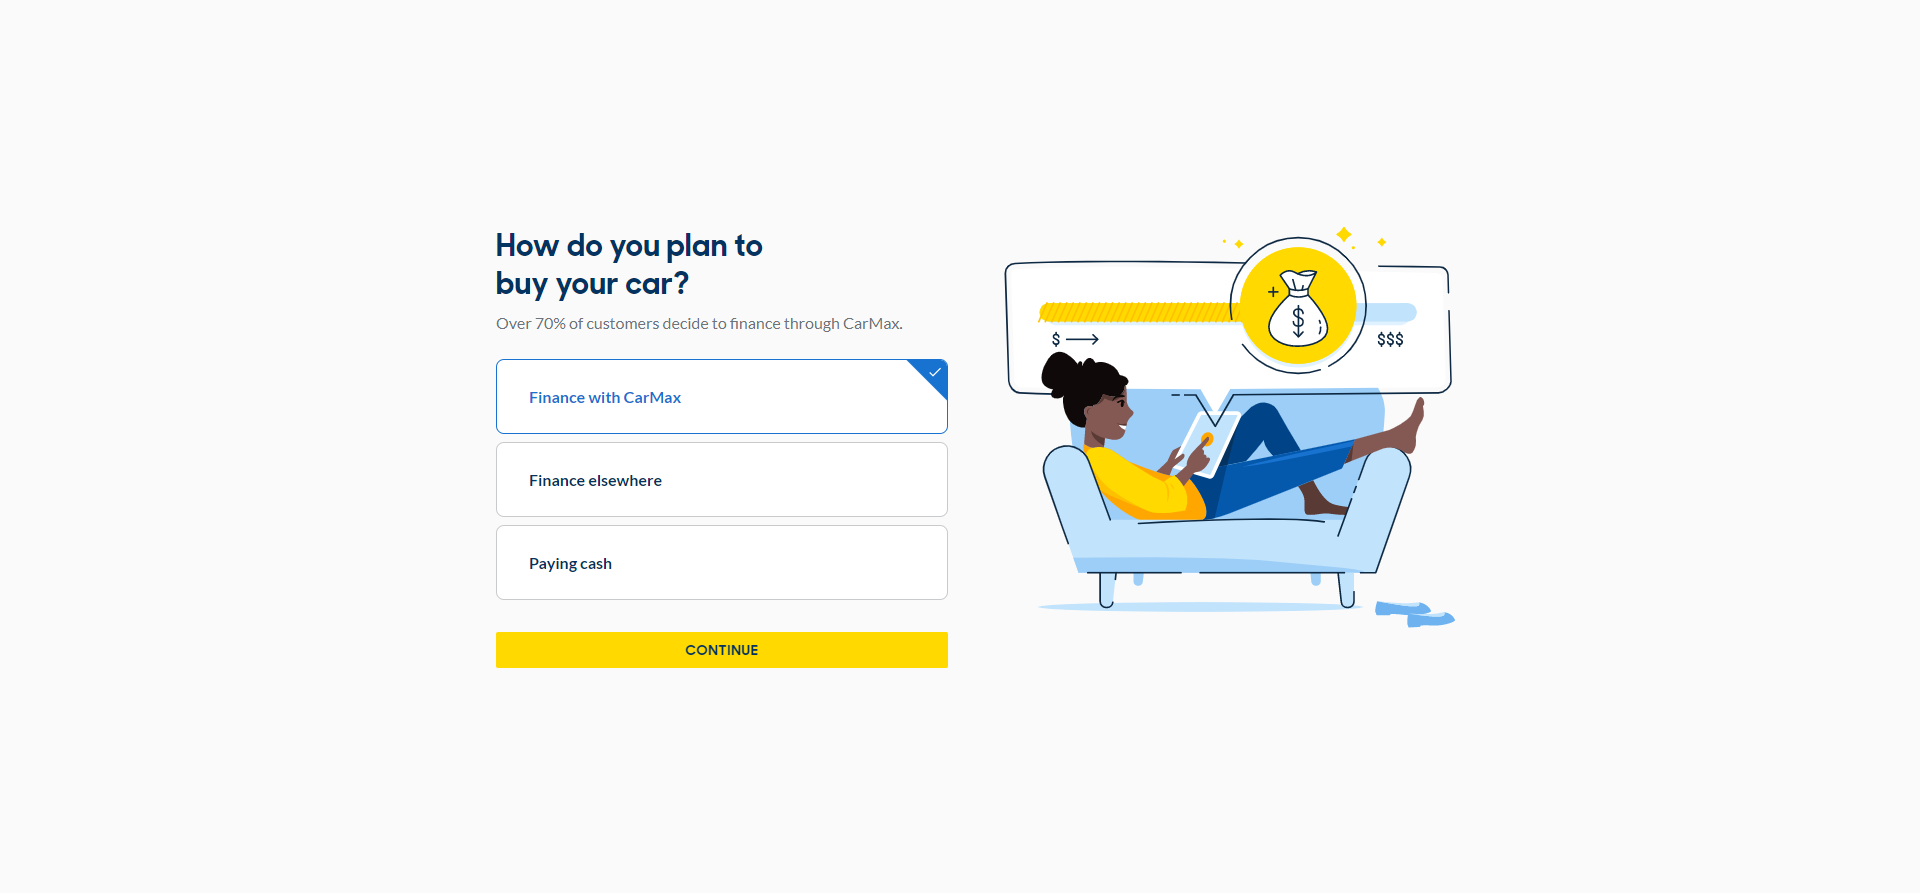 How do you plan to
buy your car?
Over 70% of customers decide to finance through CarMax.
Finance with CarMax
Finance elsewhere
Paying cash
CONTINUE
+
$
$
$$$